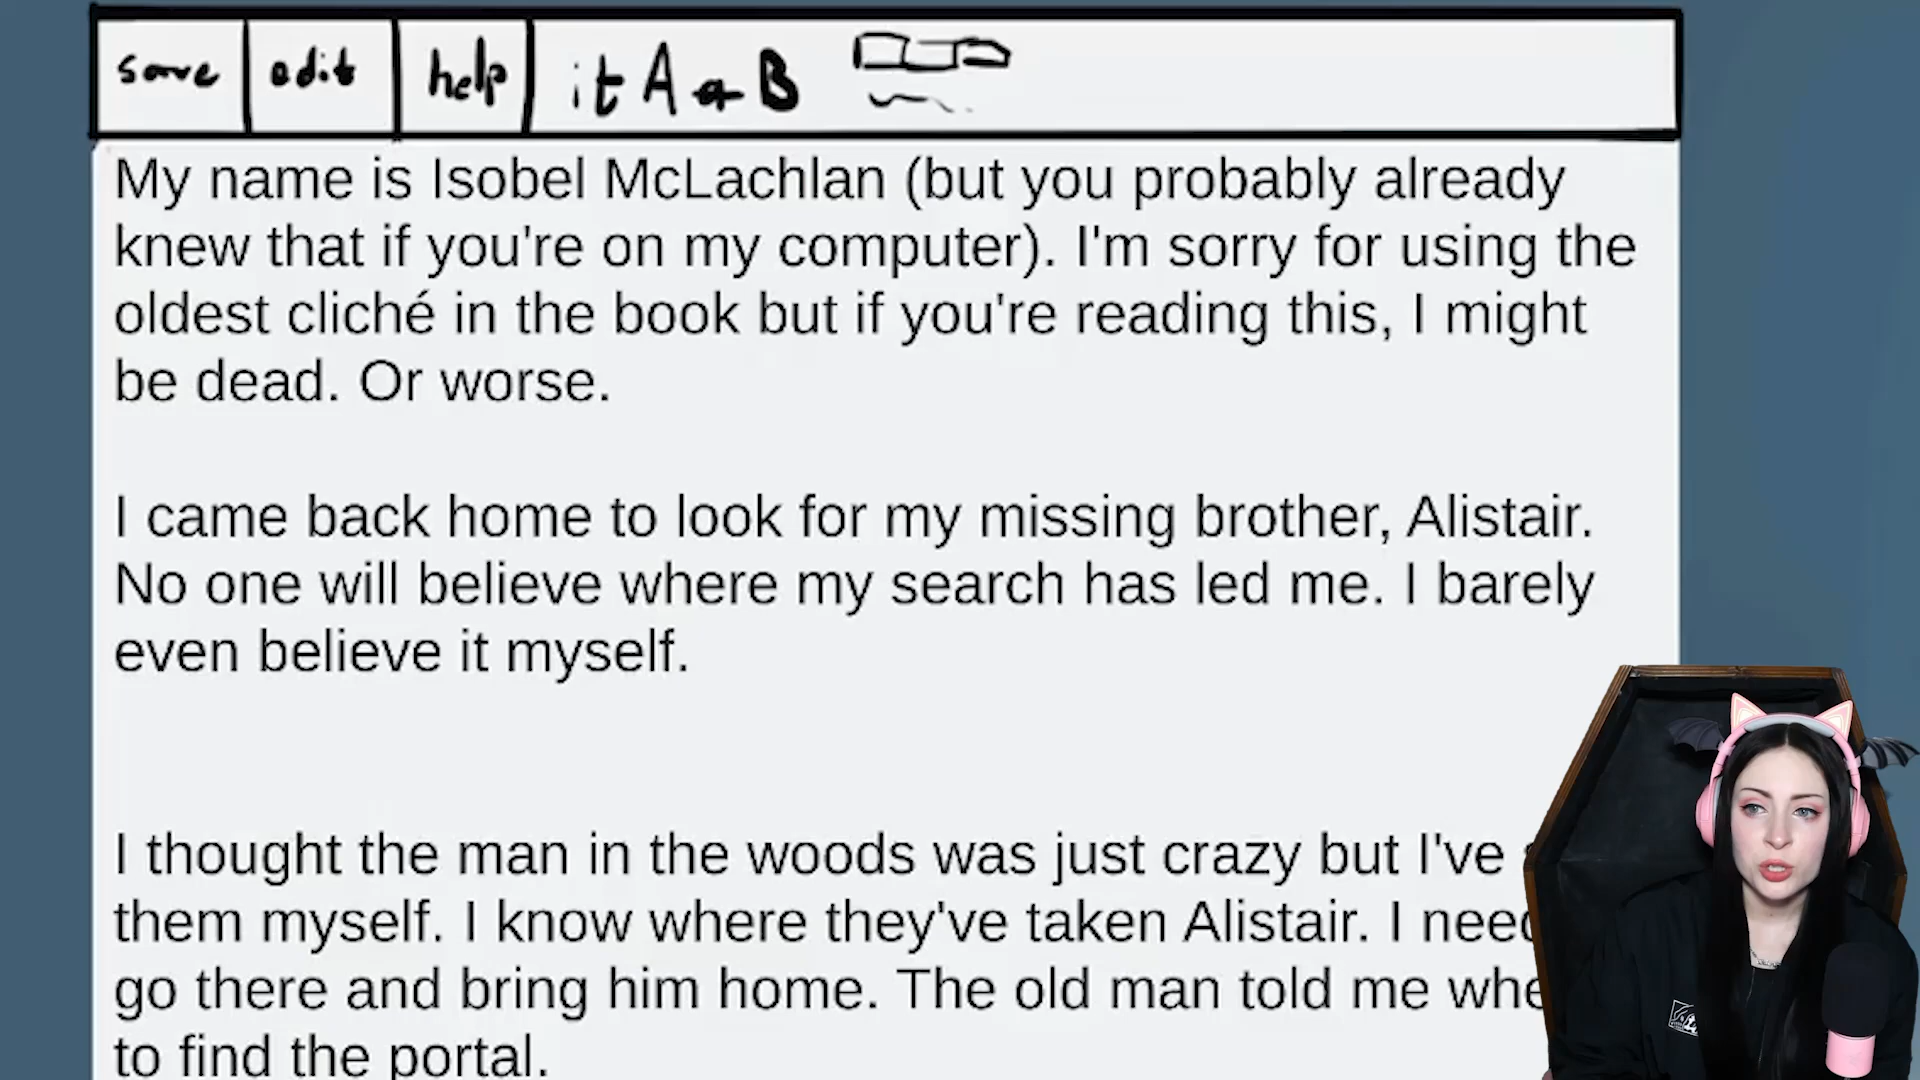 save edit help it A a B
My name is Isobel McLachlan (but you probably already
knew that if you're on my computer). I'm sorry for using the
oldest cliché in the book but if you're reading this, I might
be dead. Or worse.
I came back home to look for my missing brother, Alistair.
No one will believe where my search has led me. I barely
even believe it myself.
I thought the man in the woods was just crazy but I've
them myself. I know where they've taken Alistair. I need
go there and bring him home. The old man told me
to find the portal.